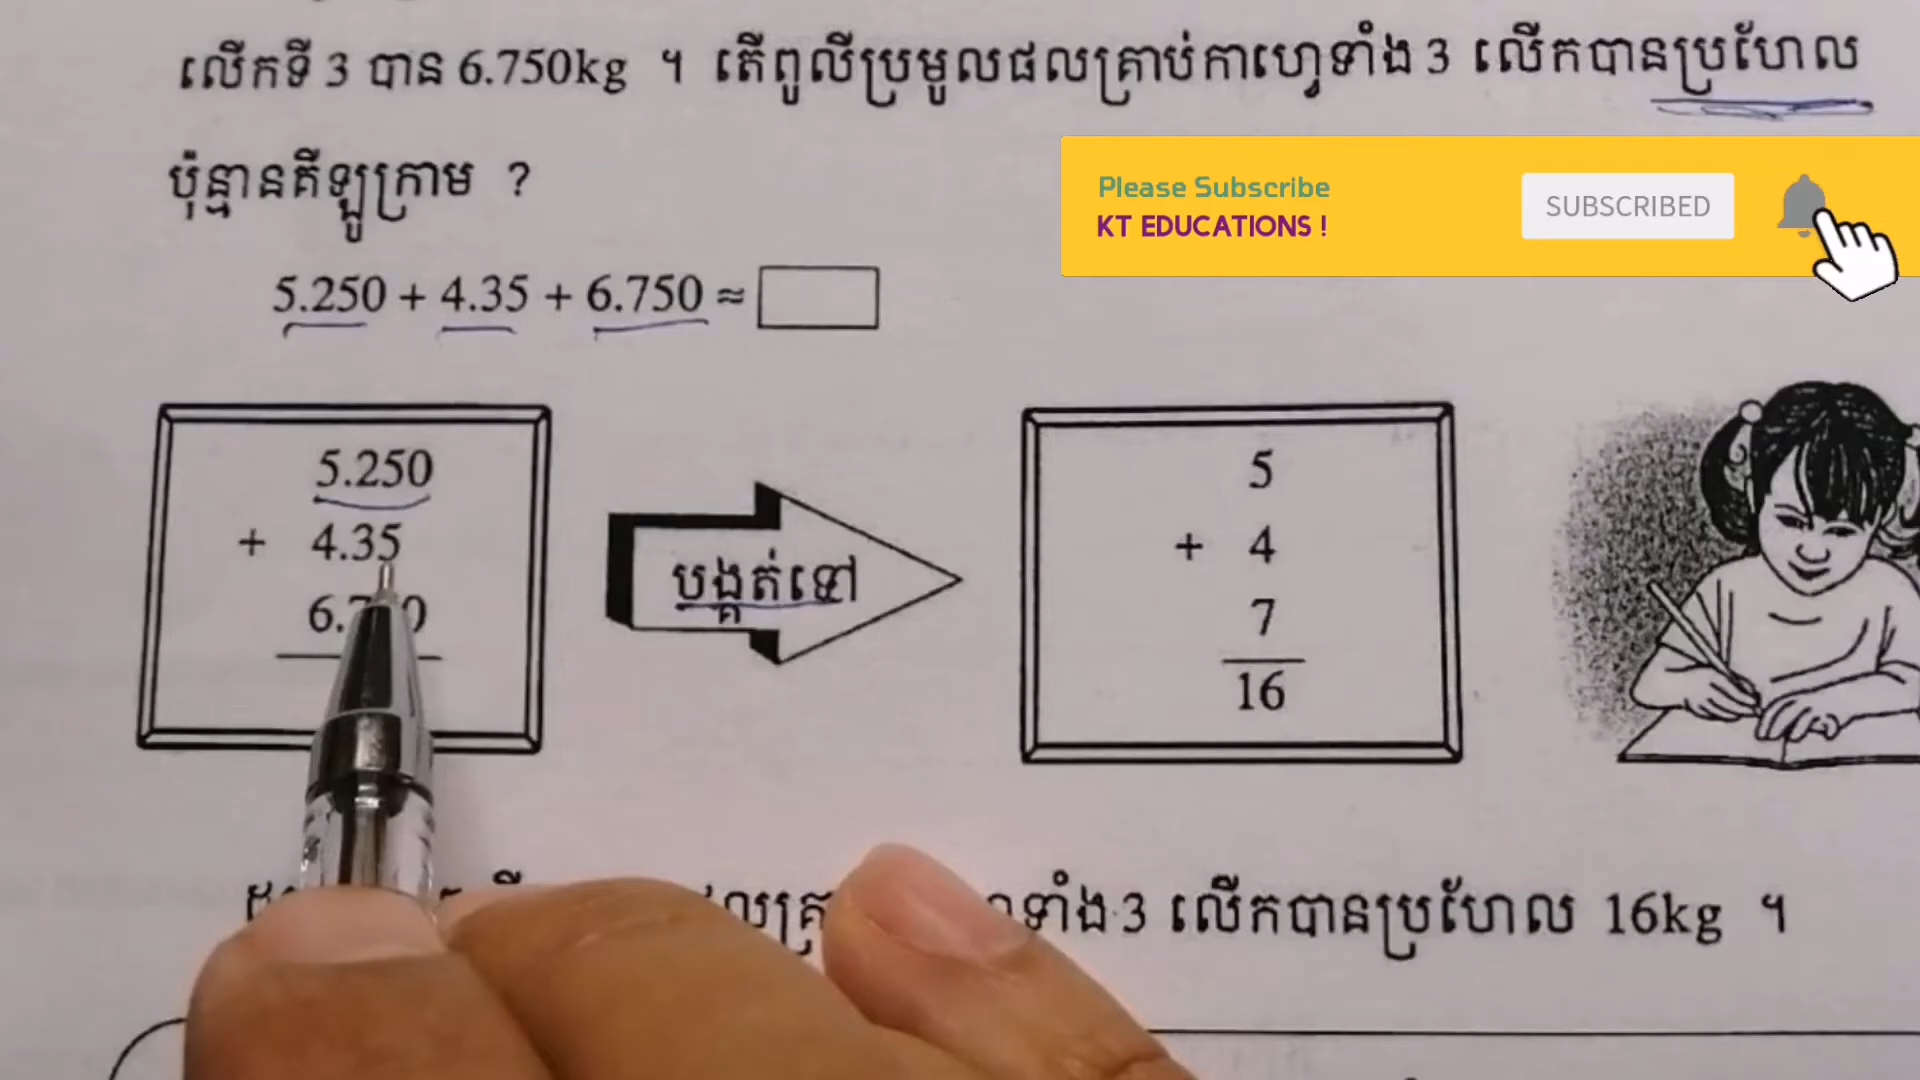 លើកទី 3 បាន 6.750kg ។ តើពូលីប្រមូលផលគ្រាប់កាហ្វេទាំង 3 លើកបានប្រហែល
ប៉ុន្មានគីឡូក្រាម ?
Please Subscribe
KT EDUCATIONS !
SUBSCRIBED
5.250 + 4.35 + 6.750 ≈
5.250
+ 4.35
បង្គត់ទៅ
5
+ 4
7
16
ទាំង 3 លើកបានប្រហែល 16kg ។